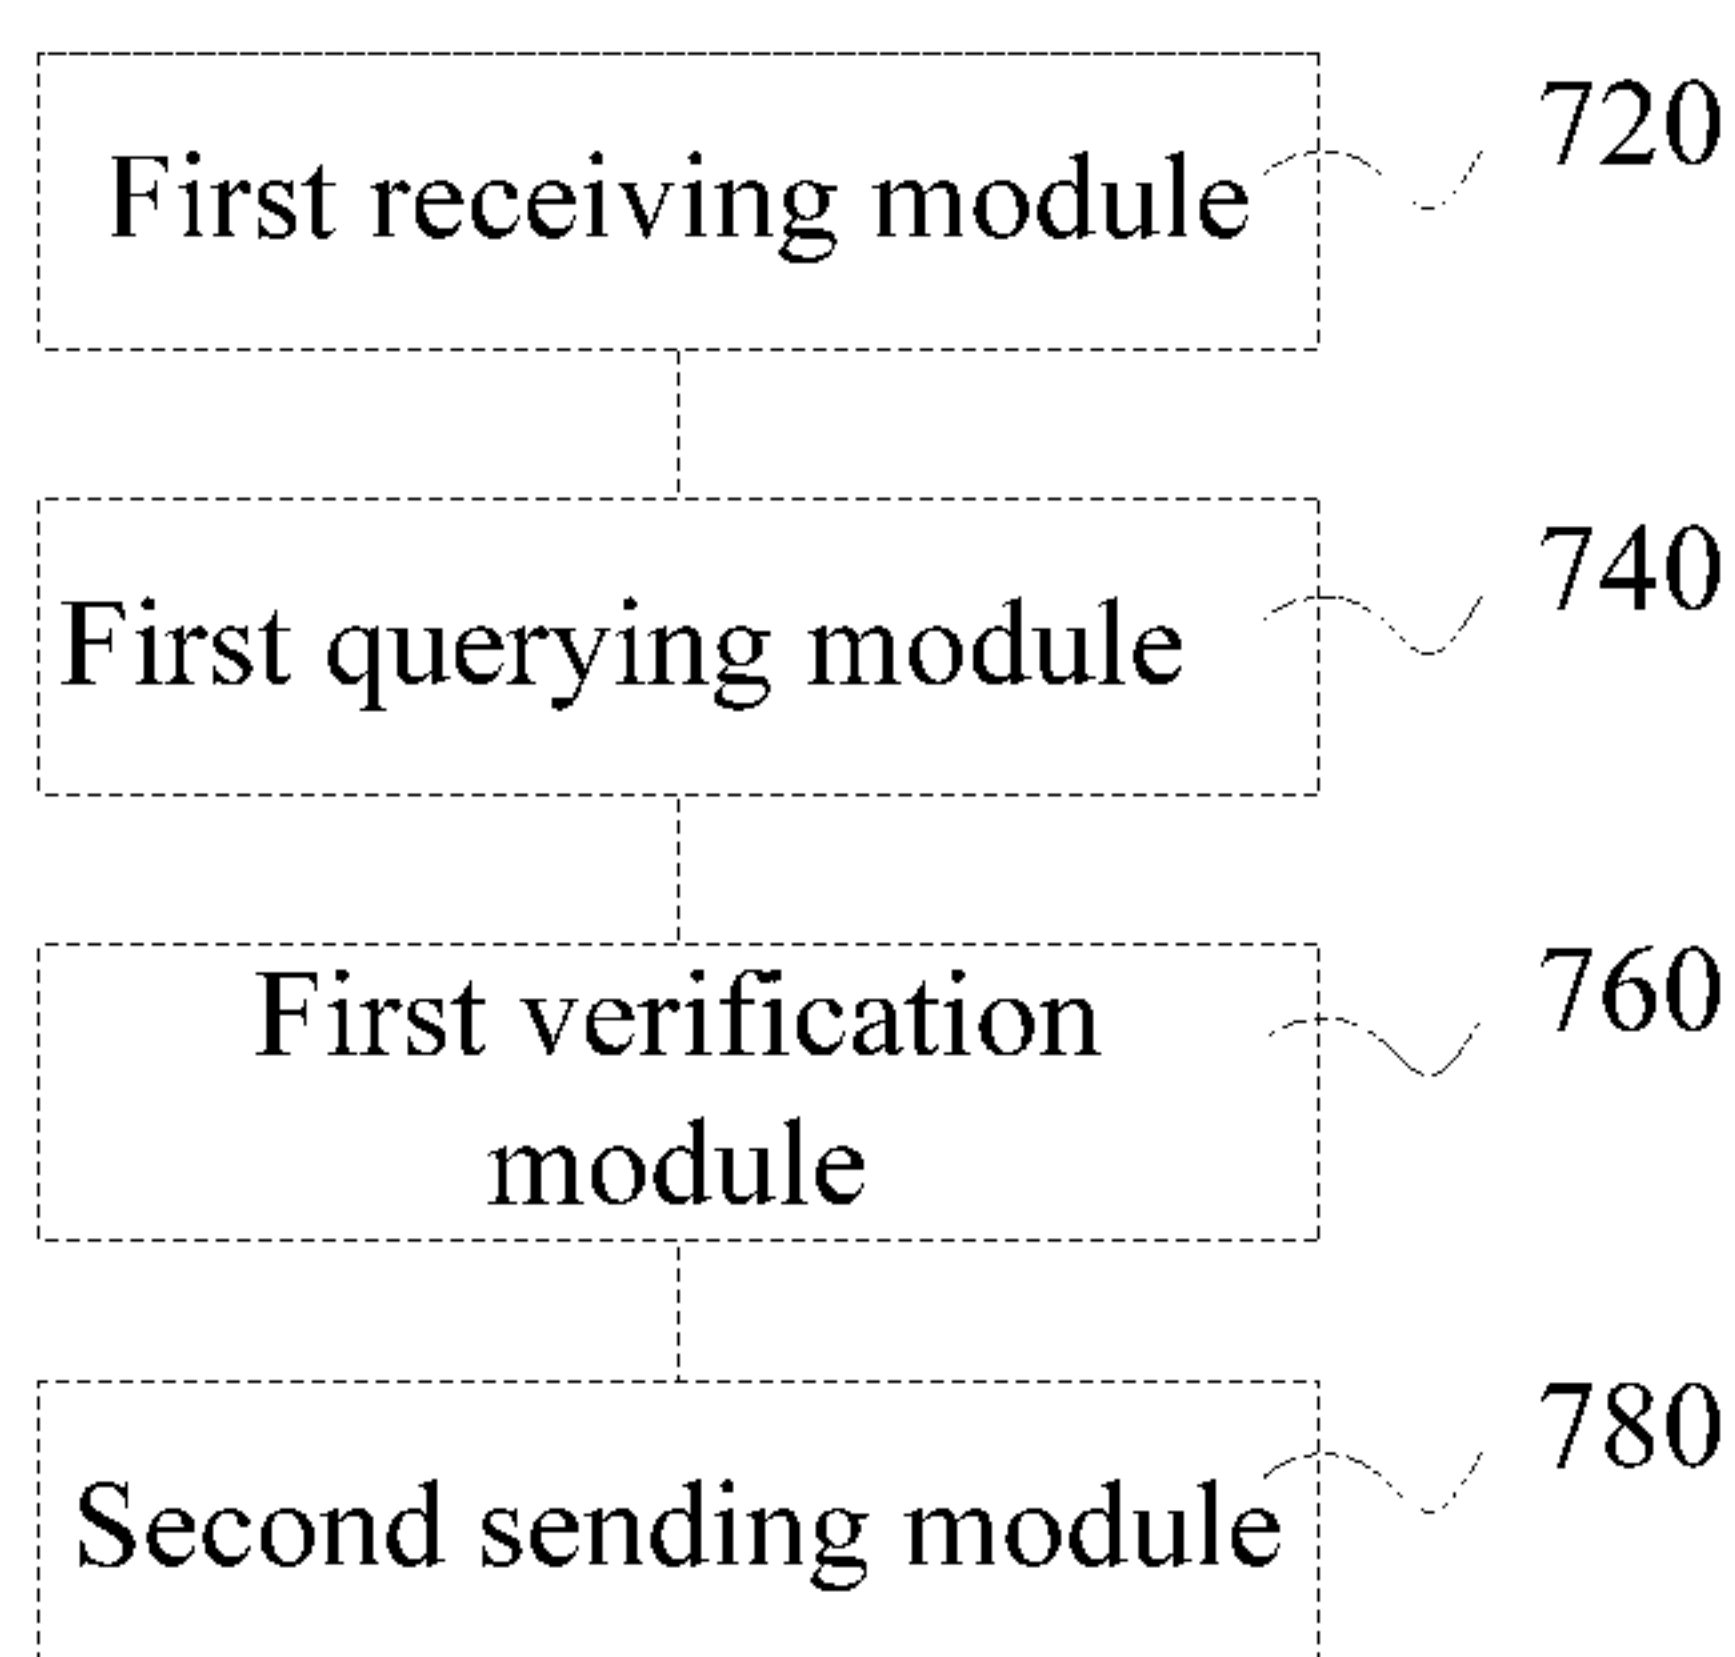 First receiving module
720
First querying module
740
First verification
module
760
Second sending module
780